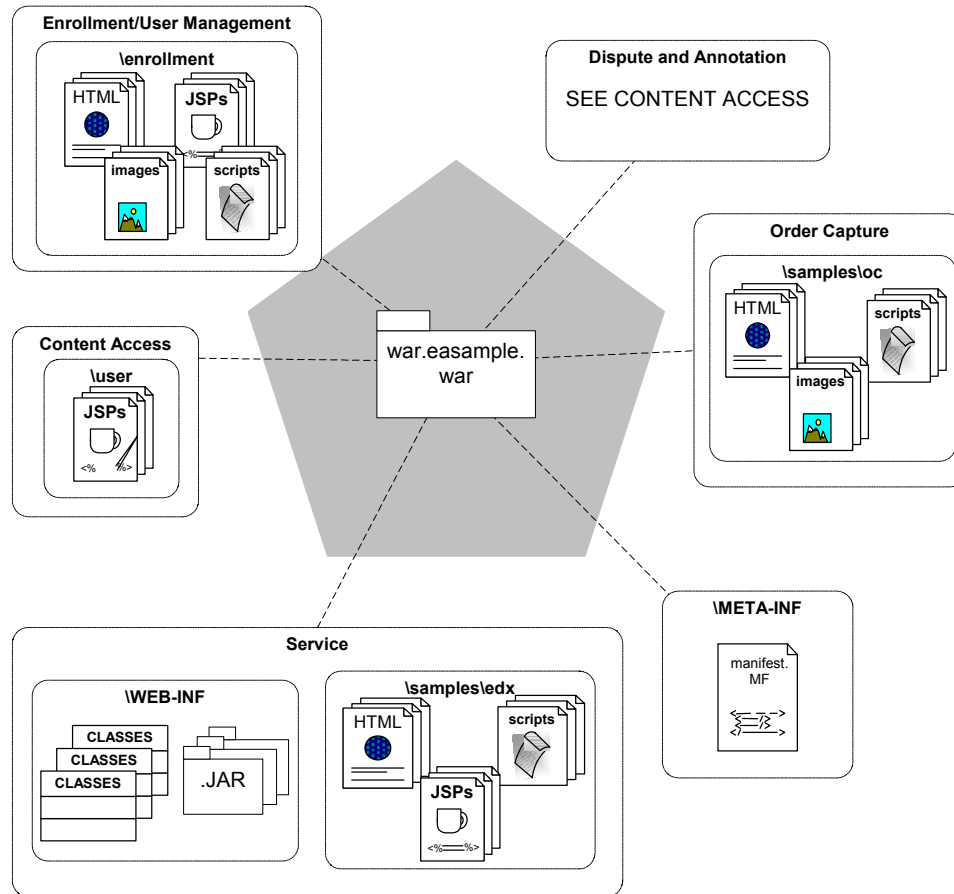 Enrollment/User Management
\enrollment
HTML
JSPs
<%
images
scripts
Dispute and Annotation
SEE CONTENT ACCESS
Order Capture
\samples\oc
HTML
scripts
images
war.easample.
war
Content Access
\user
JSPs
<% %>
\META-INF
manifest.
MF
Service
\WEB-INF
CLASSES
CLASSES
CLASSES
.JAR
\samples\edx
HTML
scripts
JSPs
<% %>